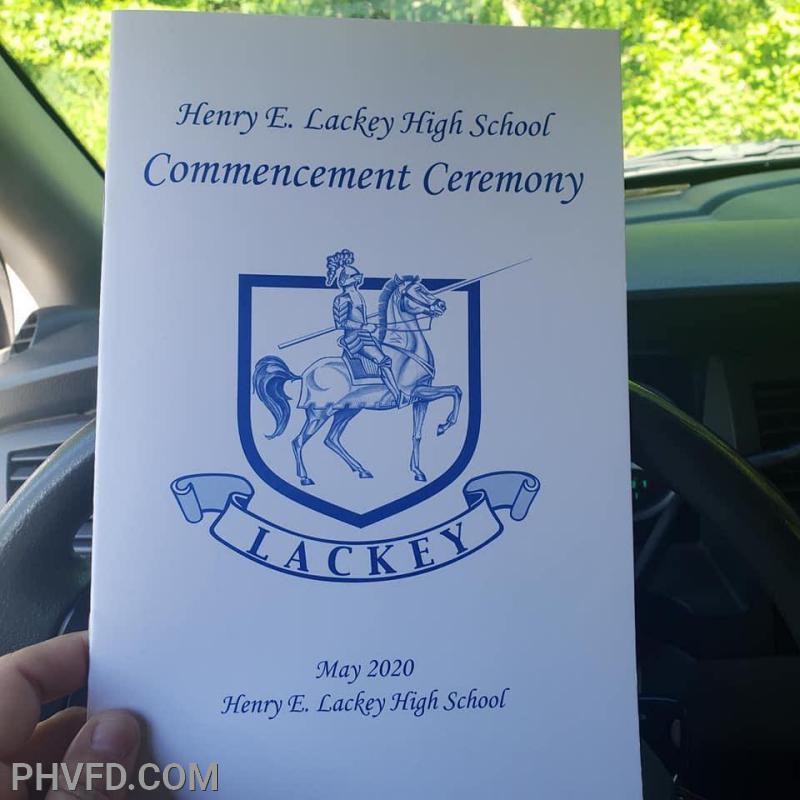 Henry E. Lackey High School
Commencement Ceremony
LACKEY
May 2020
Henry E. Lackey High School
PHVFD.COM